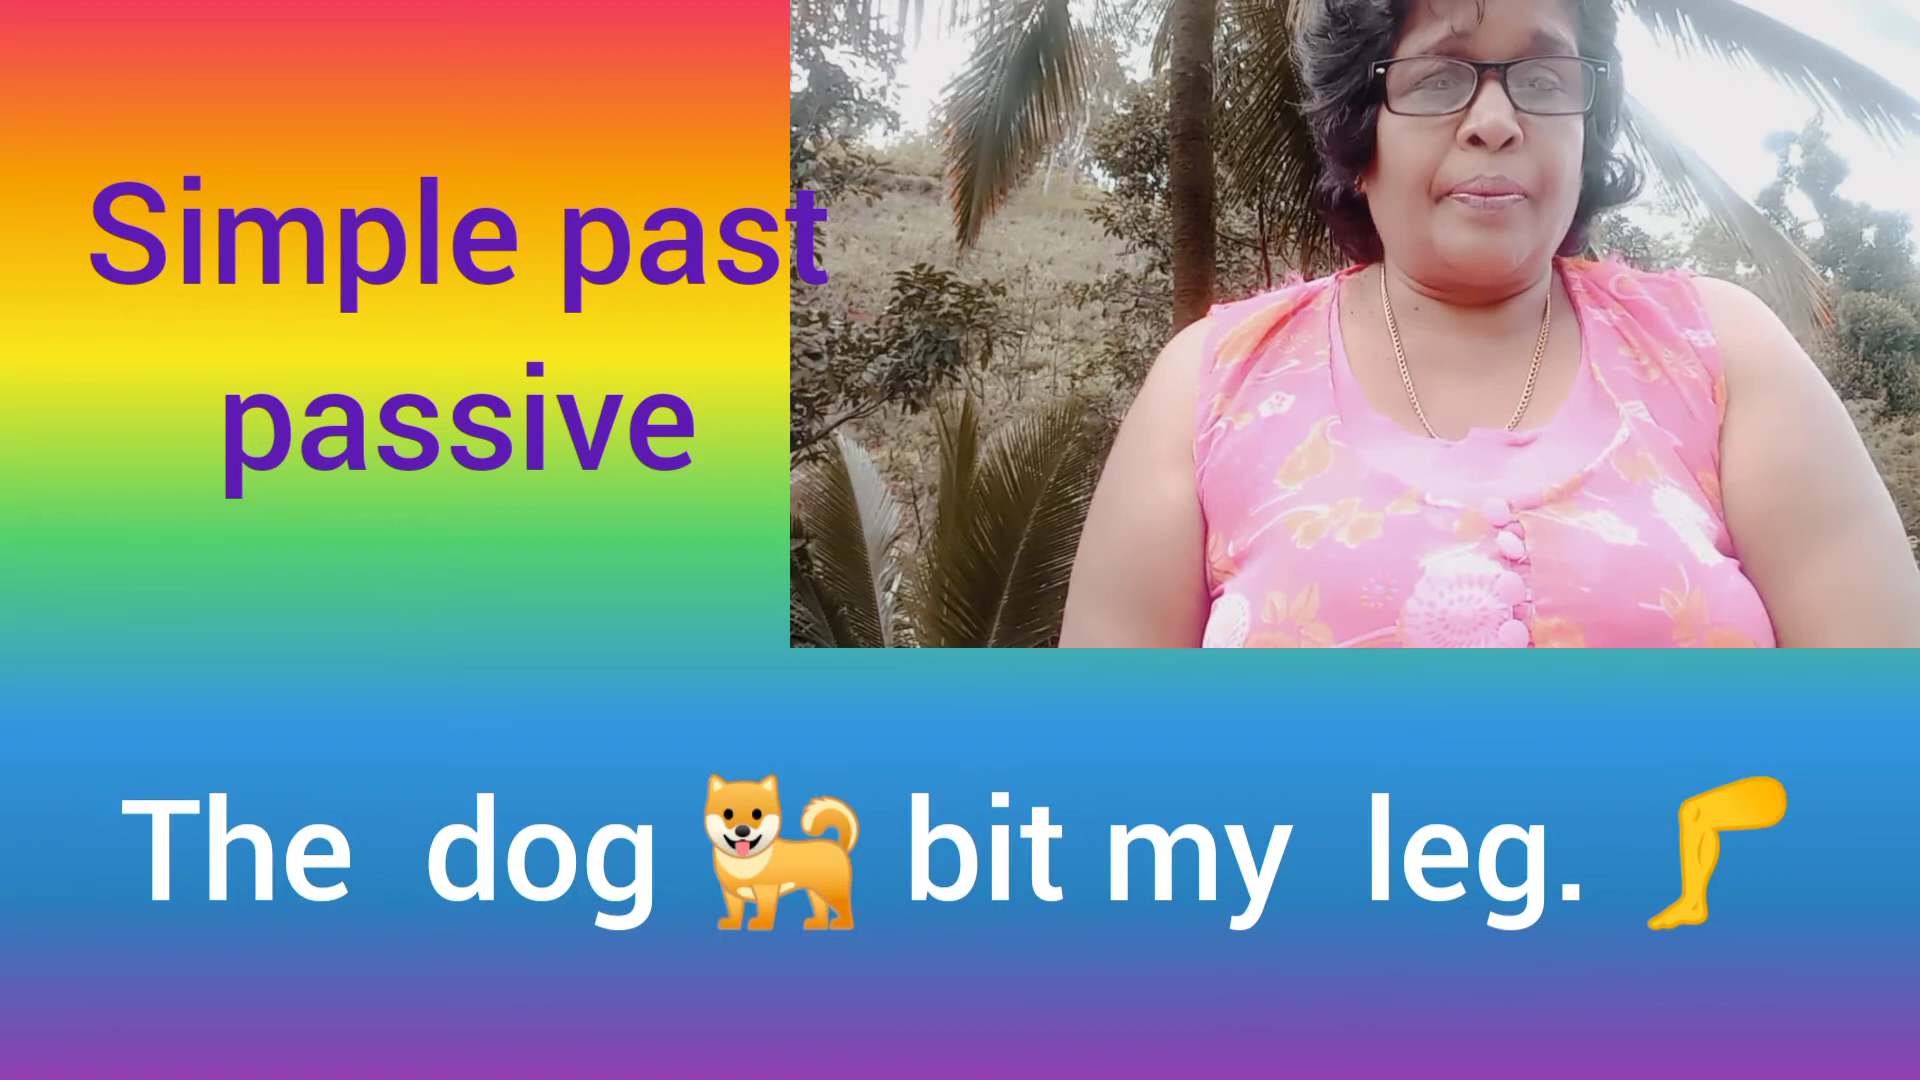 Simple past
passive
The dog 🐕 bit my leg. 🦵